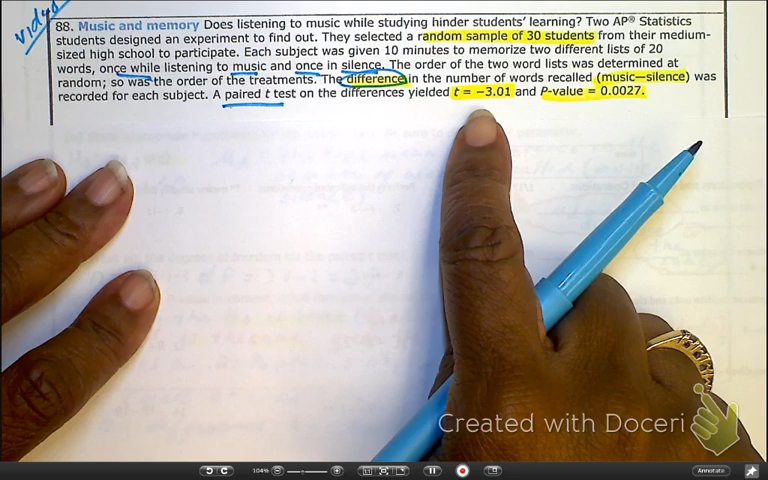 video
88. Music and memory Does listening to music while studying hinder students' learning? Two AP® Statistics
students designed an experiment to find out. They selected a random sample of 30 students from their medium-
sized high school to participate. Each subject was given 10 minutes to memorize two different lists of 20
words, once while listening to music and once in silence. The order of the two word lists was determined at
random; so was the order of the treatments. The difference in the number of words recalled (music—silence) was
recorded for each subject. A paired t test on the differences yielded t = −3.01 and P-value = 0.0027.
Created with Doceri
104%
Annotate